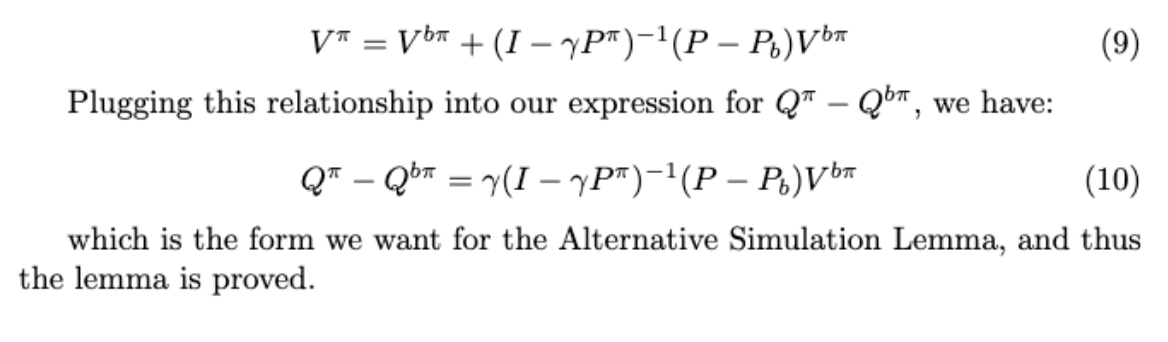 V^π = V^{bπ} + (I − γP^π)^{−1}(P − P_b)V^{bπ} (9)
Plugging this relationship into our expression for Q^π − Q^{bπ}, we have:
Q^π − Q^{bπ} = γ(I − γP^π)^{−1}(P − P_b)V^{bπ} (10)
which is the form we want for the Alternative Simulation Lemma, and thus
the lemma is proved.